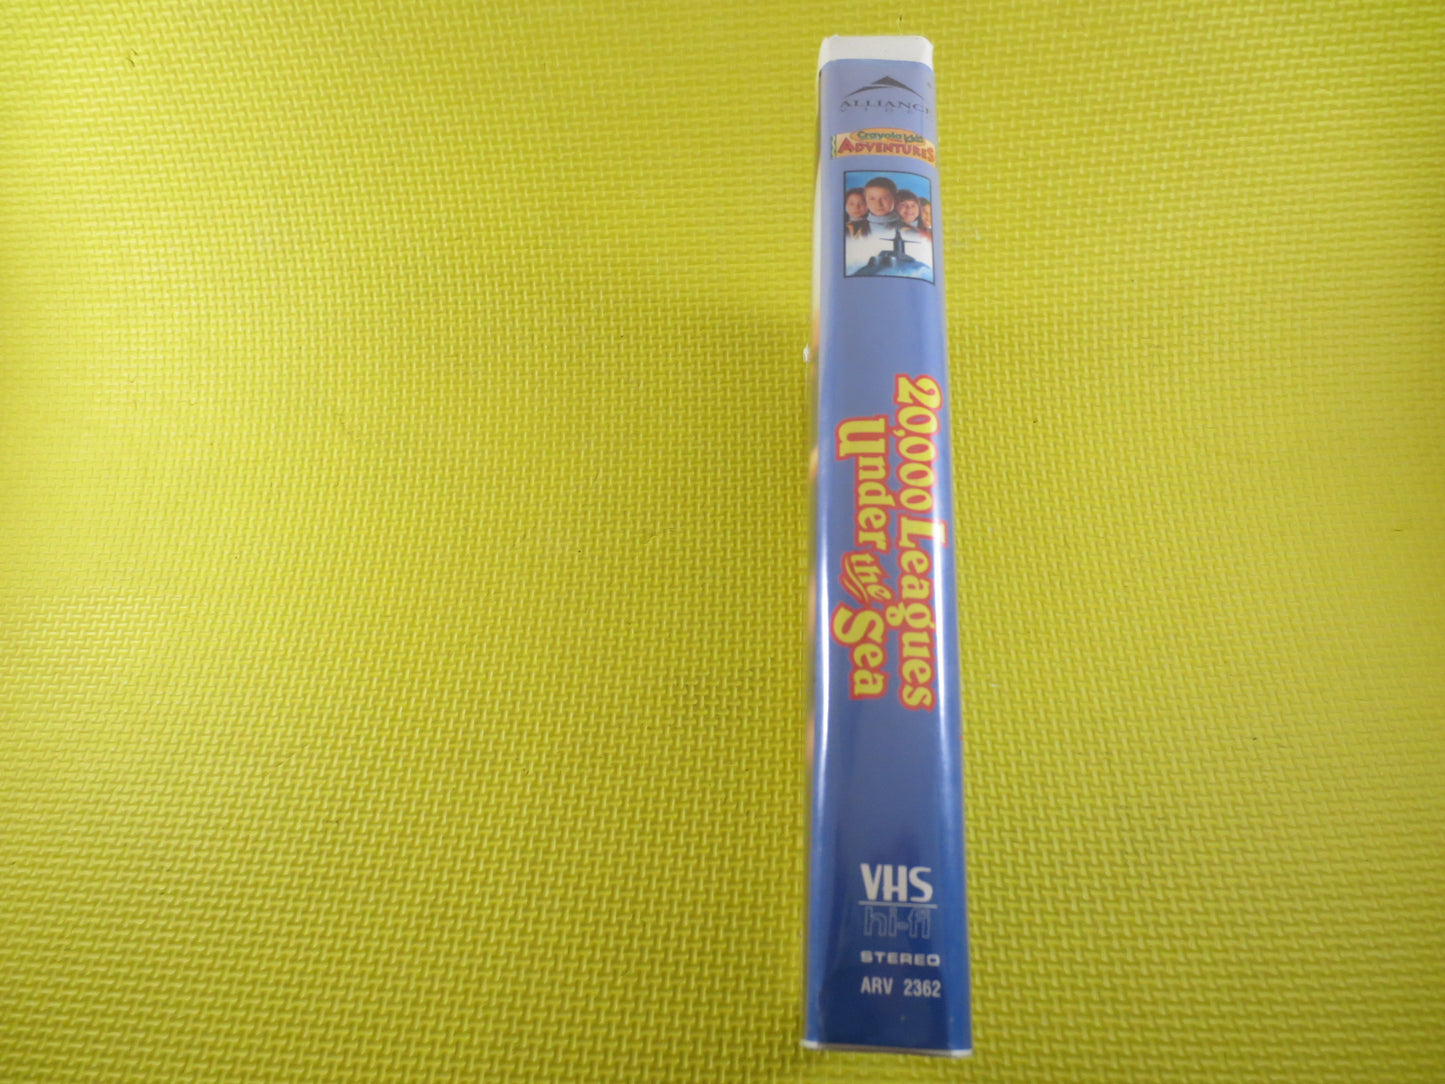 ALLIANCE
VIDEO
Crayola Kids
ADVENTURES
20,000 Leagues
Under the Sea
VHS
hi-fi
STEREO
ARV 2362